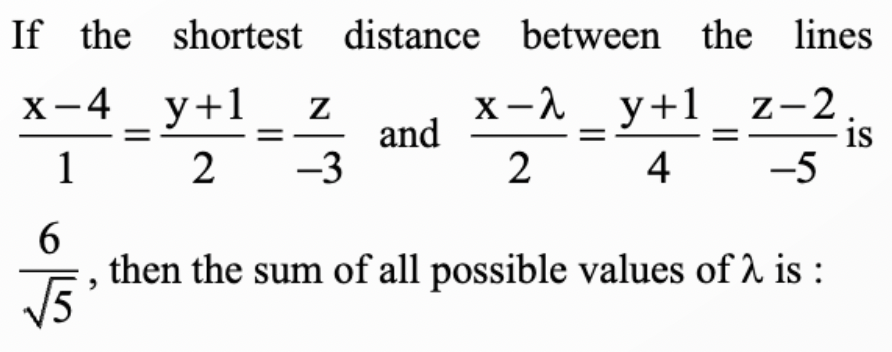 If the shortest distance between the lines
(x−4)/1 = (y+1)/2 = z/−3 and (x−λ)/2 = (y+1)/4 = (z−2)/−5 is
6/√5, then the sum of all possible values of λ is :